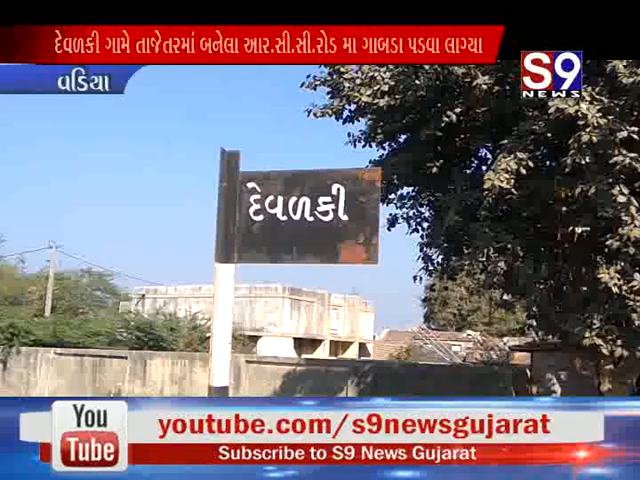 દેવળકી ગામે તાજેતરમાં બનેલા આર.સી.સી.રોડ મા ગાબડા પડવા લાગ્યા
વડિયા
S9
NEWS
દેવળકી
You
Tube
youtube.com/s9newsgujarat
Subscribe to S9 News Gujarat